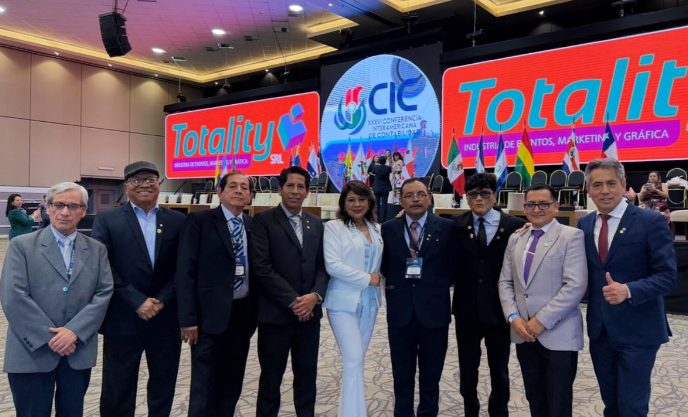 Totality
SRL
INDUSTRIA DE EVENTOS, MARKETING Y GRÁFICA
CIC
XXXVI CONFERENCIA
INTERAMERICANA
DE CONTABILIDAD
Totalit
INDUSTRIA DE EVENTOS, MARKETING Y GRÁFICA